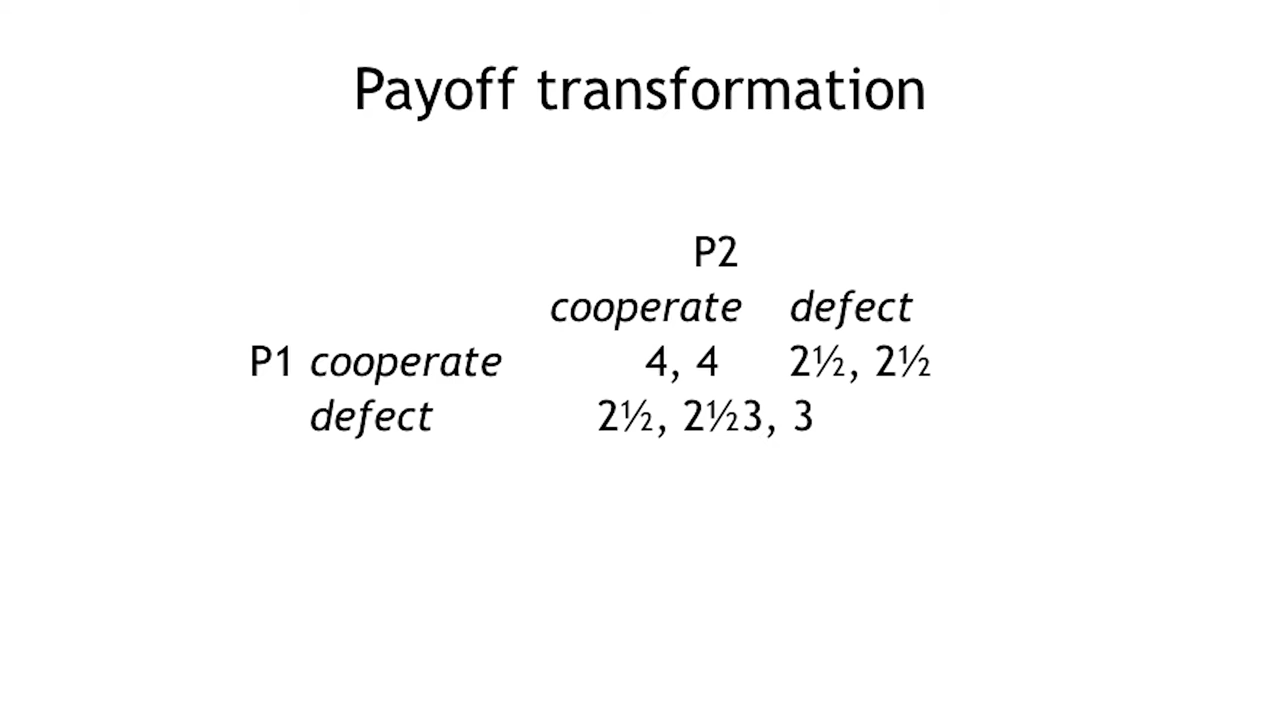 Payoff transformation
P2
cooperate defect
P1 cooperate 4, 4 2½, 2½
defect 2½, 2½3, 3